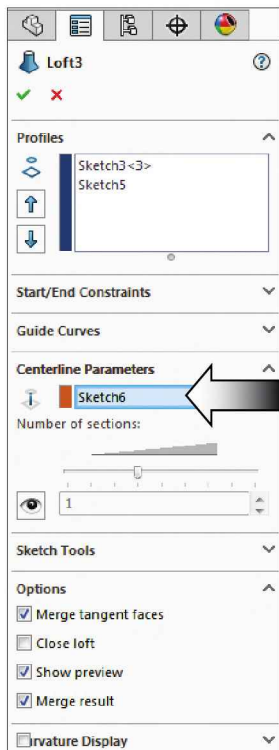 Loft3
Profiles
Sketch3<3>
Sketch5
Start/End Constraints
Guide Curves
Centerline Parameters
Sketch6
Number of sections:
1
Sketch Tools
Options
Merge tangent faces
Close loft
Show preview
Merge result
urvature Display